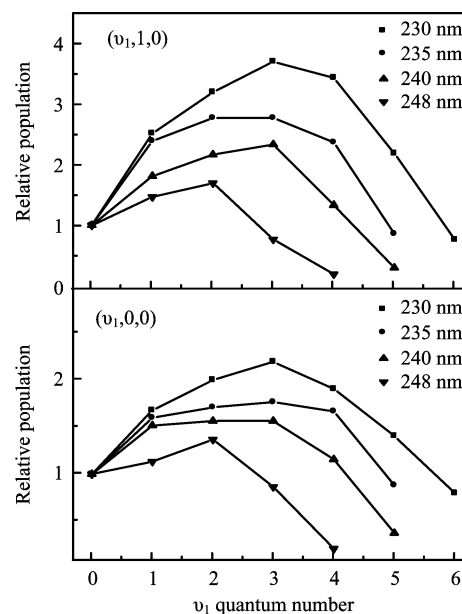 (υ₁,1,0)
230 nm
235 nm
240 nm
248 nm
Relative population
4
3
2
1
0
(υ₁,0,0)
230 nm
235 nm
240 nm
248 nm
Relative population
2
1
0 1 2 3 4 5 6
υ₁ quantum number